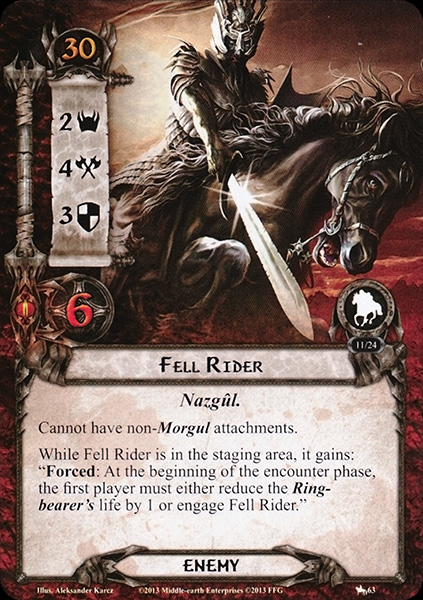 30
2
4
3
6
11/24
Fell Rider
Nazgûl.
Cannot have non-Morgul attachments.
While Fell Rider is in the staging area, it gains:
“Forced: At the beginning of the encounter phase,
the first player must either reduce the Ring-
bearer’s life by 1 or engage Fell Rider.”
ENEMY
Illus. Aleksander Karcz ©2013 Middle-earth Enterprises ©2013 FFG 63